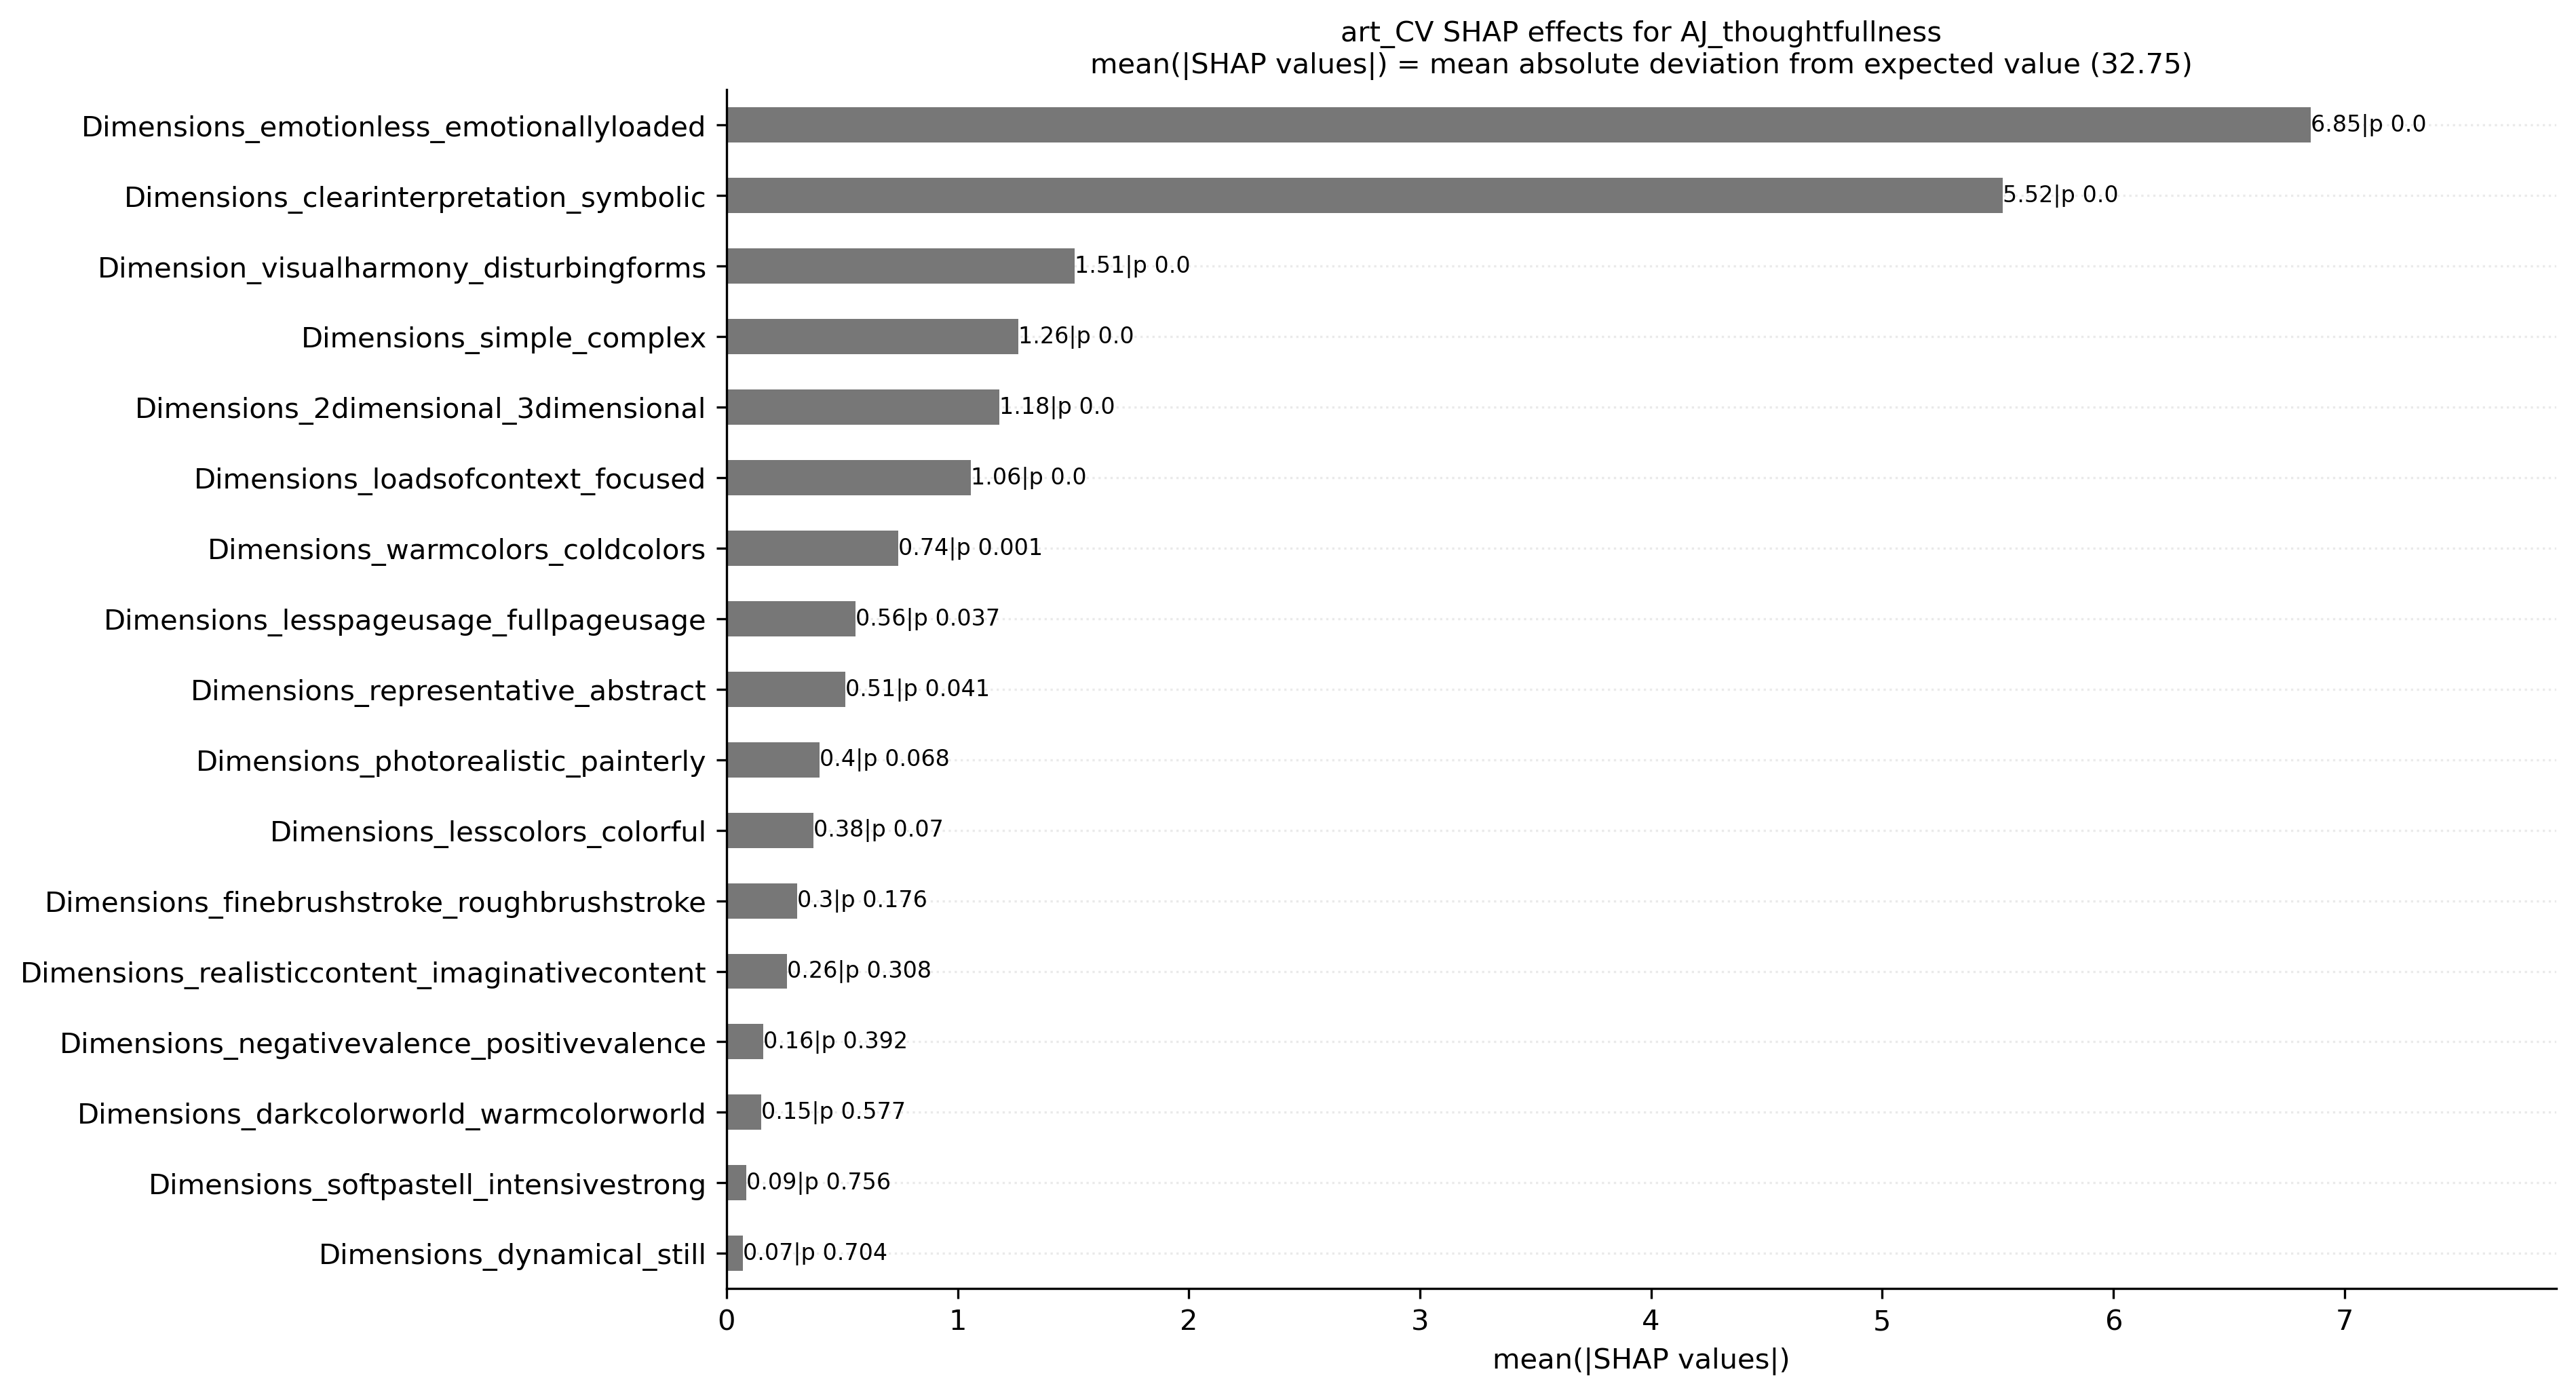 art_CV SHAP effects for AJ_thoughtfullness
mean(|SHAP values|) = mean absolute deviation from expected value (32.75)
Dimensions_emotionless_emotionallyloaded 6.85|p 0.0
Dimensions_clearinterpretation_symbolic 5.52|p 0.0
Dimension_visualharmony_disturbingforms 1.51|p 0.0
Dimensions_simple_complex 1.26|p 0.0
Dimensions_2dimensional_3dimensional 1.18|p 0.0
Dimensions_loadsofcontext_focused 1.06|p 0.0
Dimensions_warmcolors_coldcolors 0.74|p 0.001
Dimensions_lesspageusage_fullpageusage 0.56|p 0.037
Dimensions_representative_abstract 0.51|p 0.041
Dimensions_photorealistic_painterly 0.4|p 0.068
Dimensions_lesscolors_colorful 0.38|p 0.07
Dimensions_finebrushstroke_roughbrushstroke 0.3|p 0.176
Dimensions_realisticcontent_imaginativecontent 0.26|p 0.308
Dimensions_negativevalence_positivevalence 0.16|p 0.392
Dimensions_darkcolorworld_warmcolorworld 0.15|p 0.577
Dimensions_softpastell_intensivestrong 0.09|p 0.756
Dimensions_dynamical_still 0.07|p 0.704
0 1 2 3 4 5 6 7
mean(|SHAP values|)